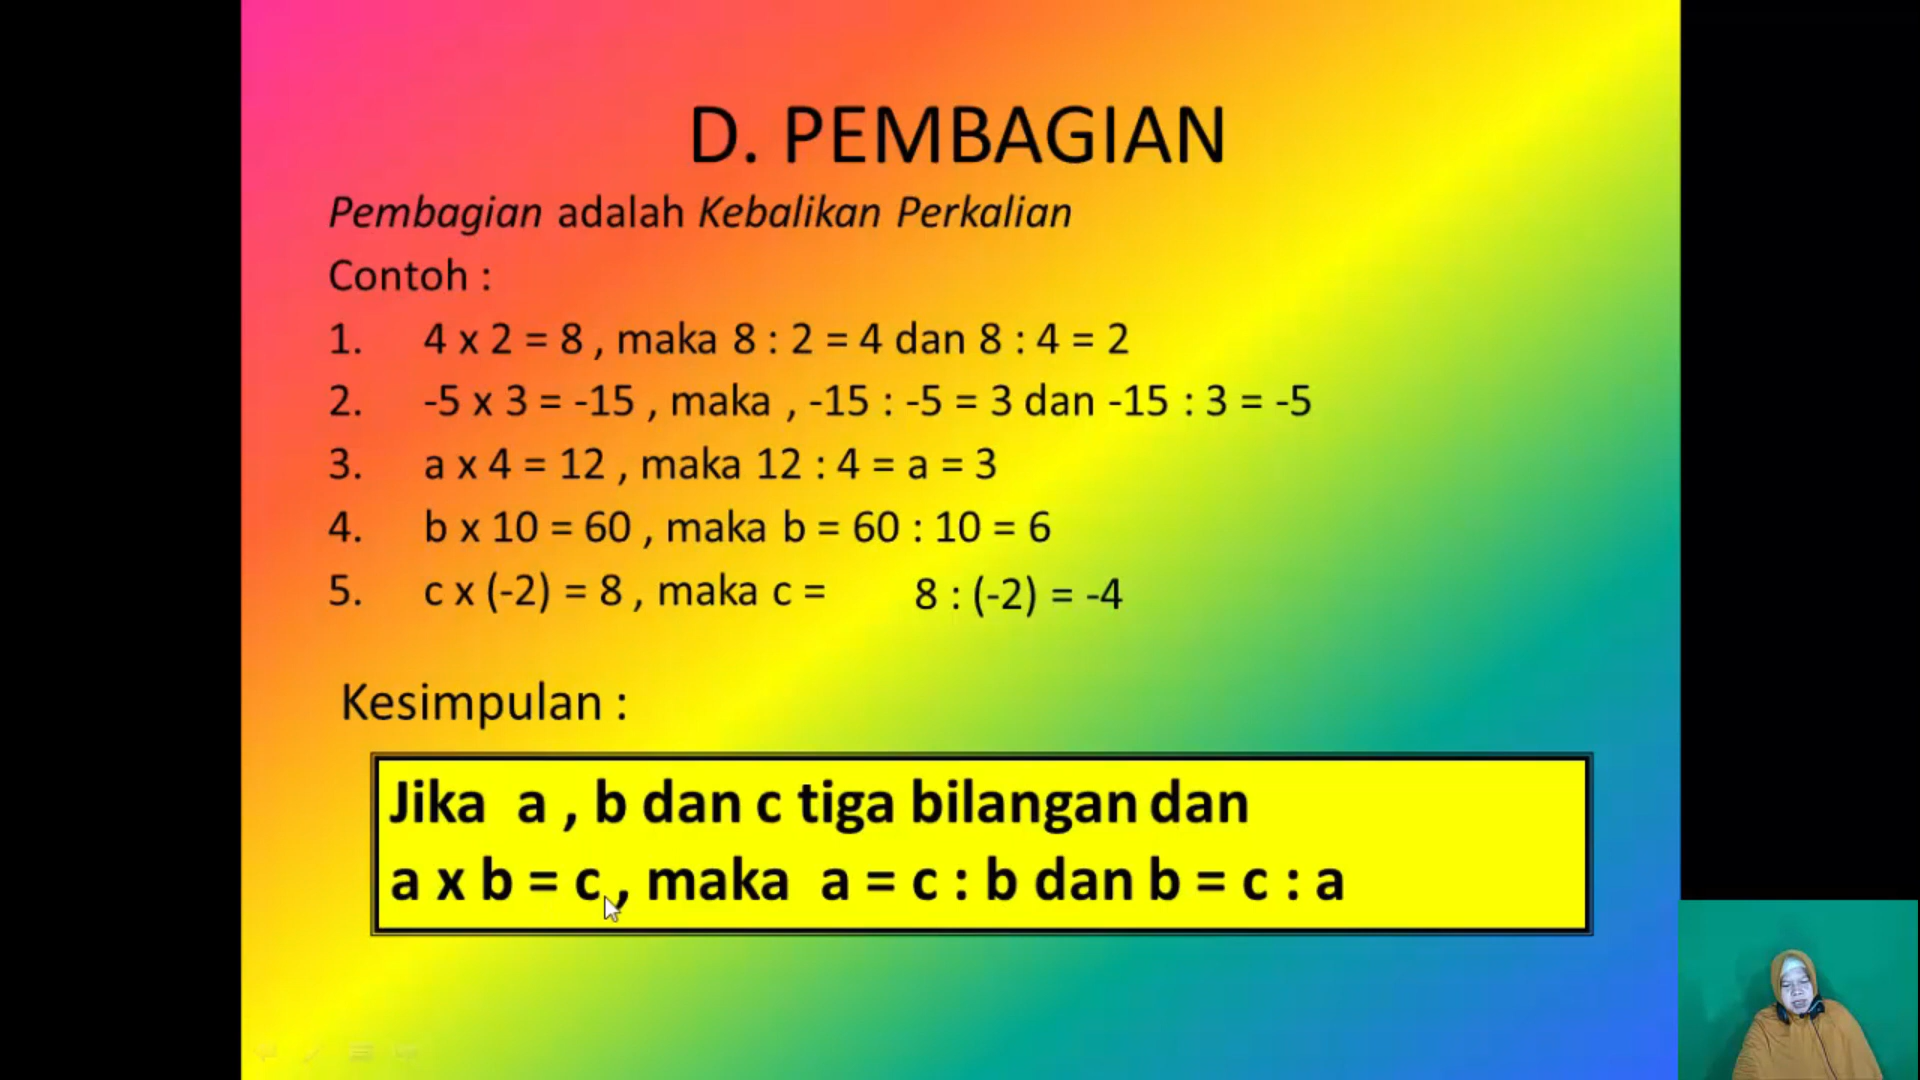 D. PEMBAGIAN
Pembagian adalah Kebalikan Perkalian
Contoh :
1. 4 x 2 = 8 , maka 8 : 2 = 4 dan 8 : 4 = 2
2. -5 x 3 = -15 , maka , -15 : -5 = 3 dan -15 : 3 = -5
3. a x 4 = 12 , maka 12 : 4 = a = 3
4. b x 10 = 60 , maka b = 60 : 10 = 6
5. c x (-2) = 8 , maka c = 8 : (-2) = -4
Kesimpulan :
Jika a , b dan c tiga bilangan dan
a x b = c , maka a = c : b dan b = c : a